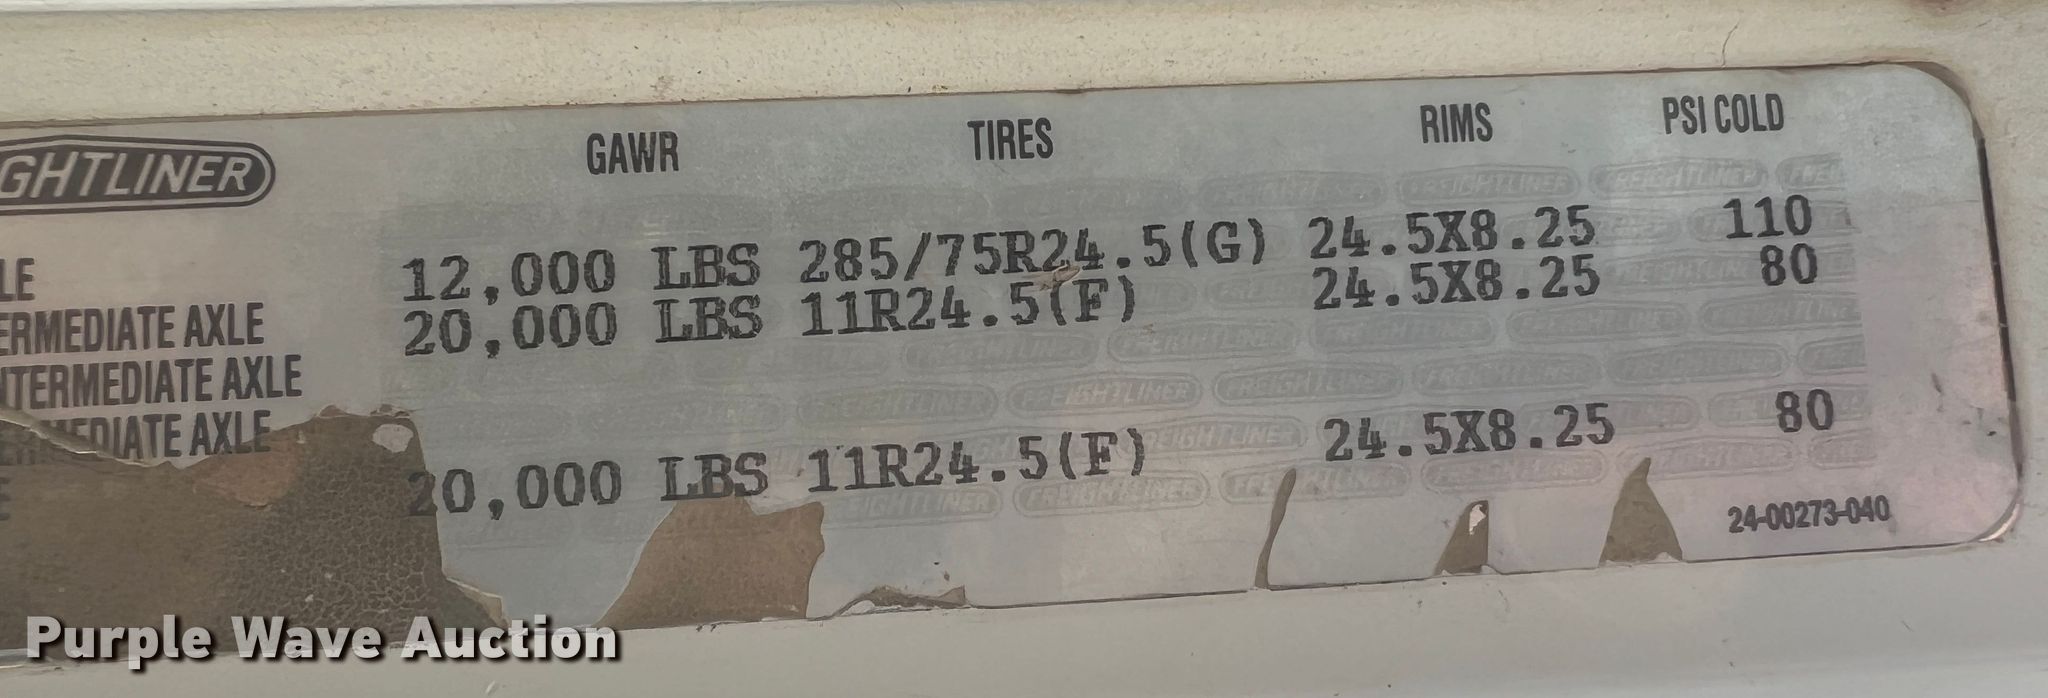 GAWR TIRES RIMS PSI COLD
GHTLINER
LE 12,000 LBS 285/75R24.5(G) 24.5X8.25 110
ERMEDIATE AXLE 20,000 LBS 11R24.5(F) 24.5X8.25 80
NTERMEDIATE AXLE
MEDIATE AXLE
E 20,000 LBS 11R24.5(F) 24.5X8.25 80
24-00273-040
Purple Wave Auction